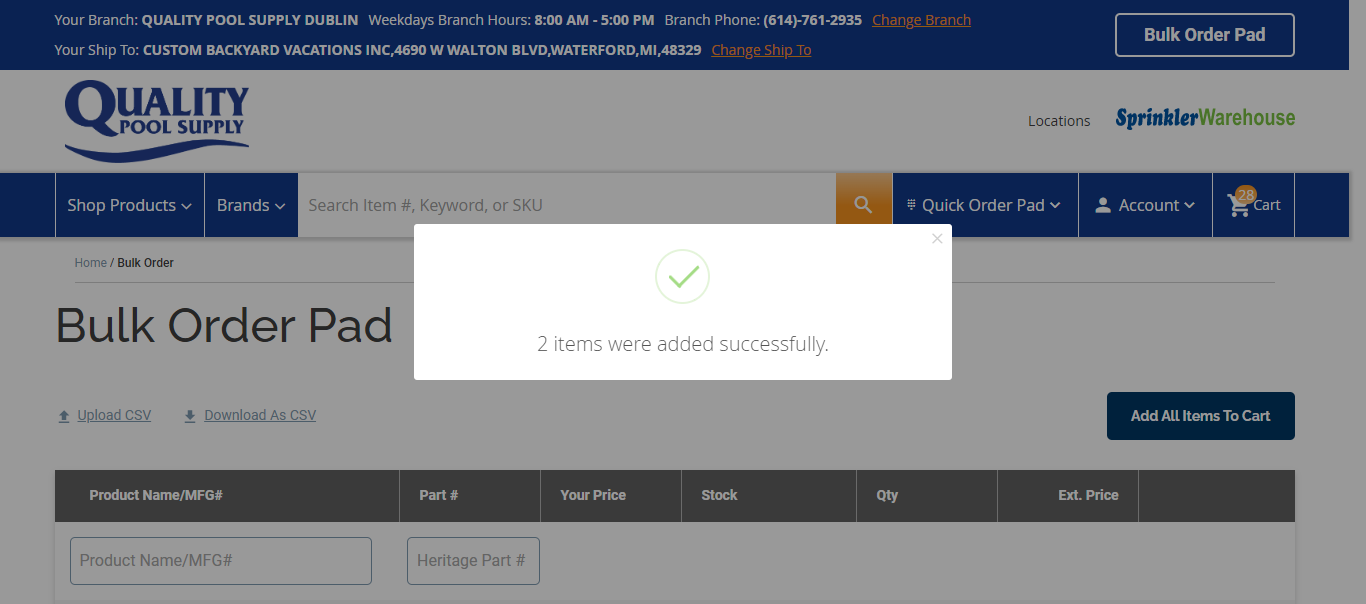 Your Branch: QUALITY POOL SUPPLY DUBLIN Weekdays Branch Hours: 8:00 AM - 5:00 PM Branch Phone: (614)-761-2935 Change Branch
Your Ship To: CUSTOM BACKYARD VACATIONS INC,4690 W WALTON BLVD,WATERFORD,MI,48329 Change Ship To
Bulk Order Pad
QUALITY
POOL SUPPLY
Locations
SprinklerWarehouse
Shop Products
Brands
Search Item #, Keyword, or SKU
Quick Order Pad
Account
28
Cart
Home / Bulk Order
Bulk Order Pad
2 items were added successfully.
Upload CSV
Download As CSV
Add All Items To Cart
Product Name/MFG# Part # Your Price Stock Qty Ext. Price
Product Name/MFG# Heritage Part #